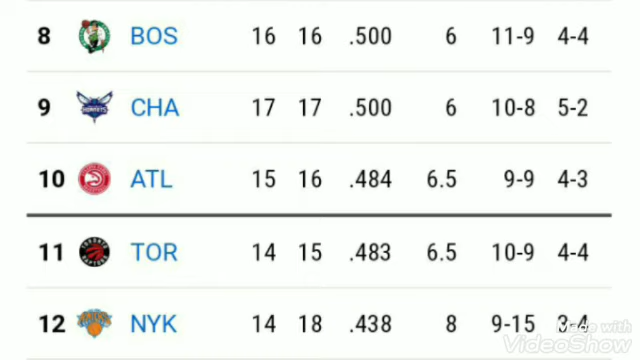 8 BOS 16 16 .500 6 11-9 4-4
9 CHA 17 17 .500 6 10-8 5-2
10 ATL 15 16 .484 6.5 9-9 4-3
11 TOR 14 15 .483 6.5 10-9 4-4
12 NYK 14 18 .438 8 9-15 3-4
Made with
VideoShow